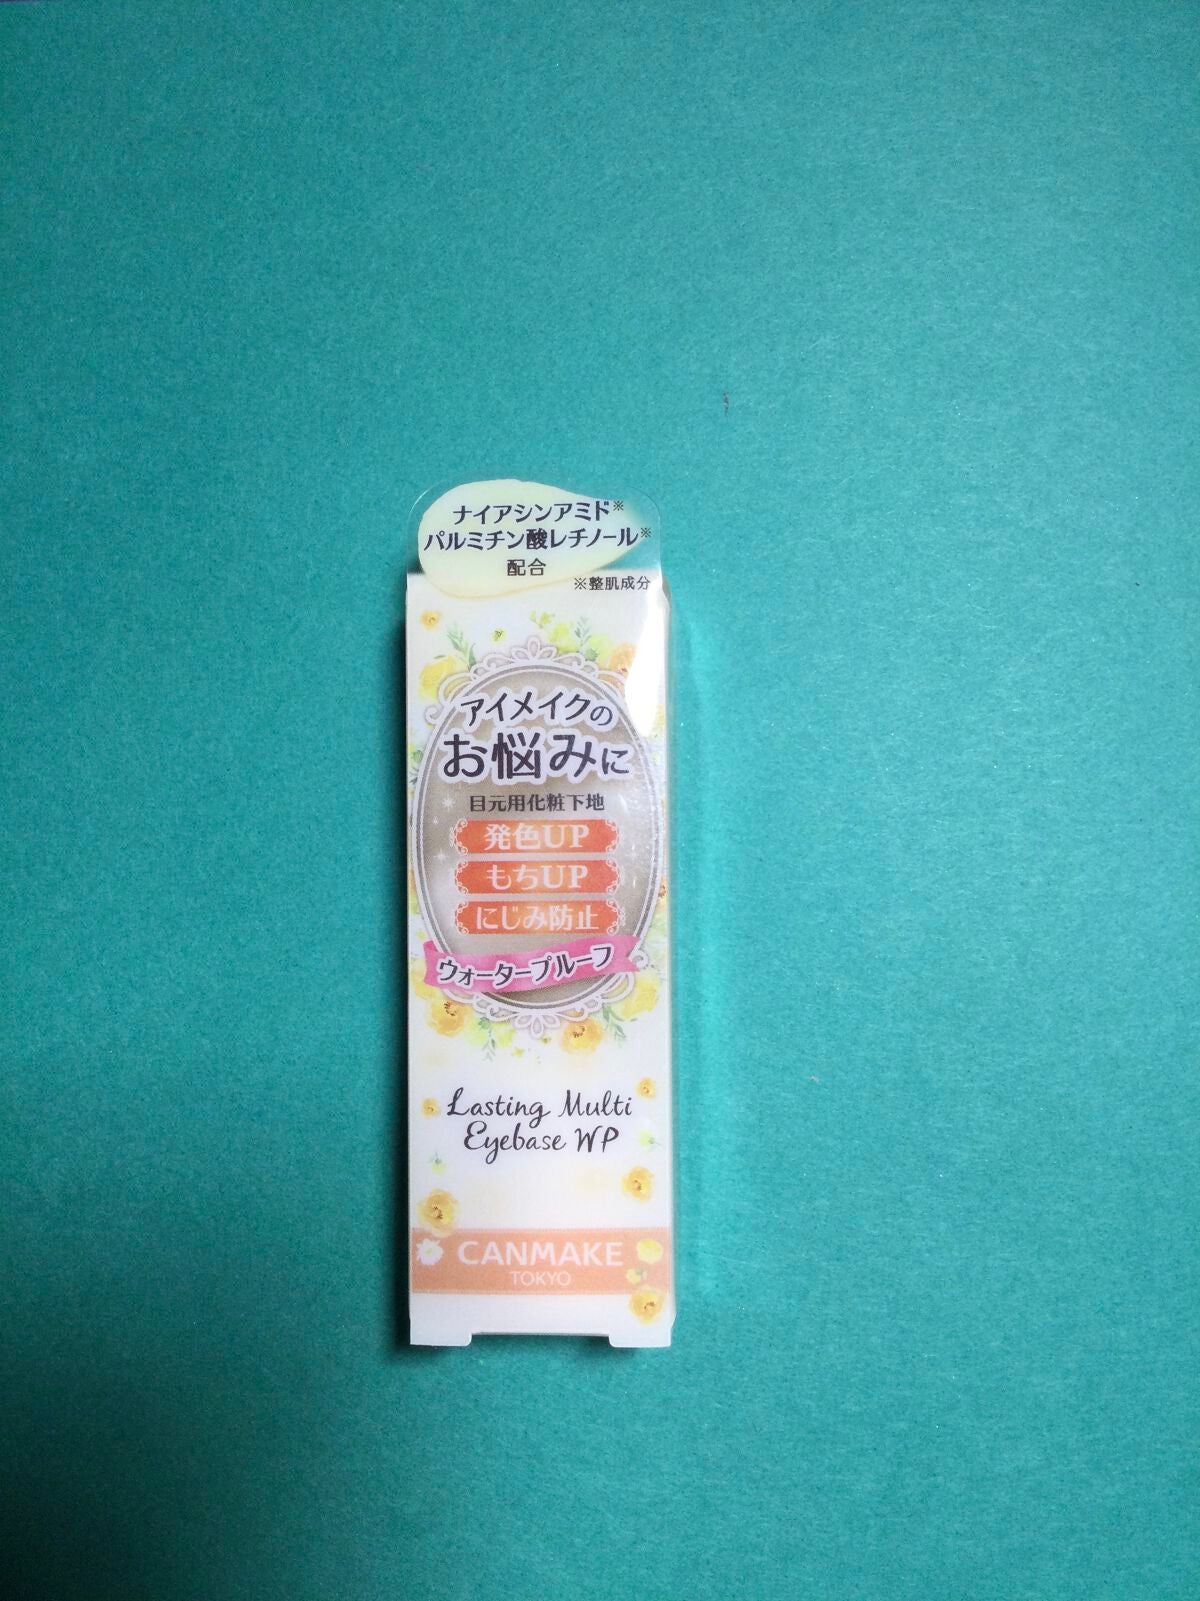 ナイアシンアミド※
パルミチン酸レチノール※
配合
※整肌成分
アイメイクの
お悩みに
目元用化粧下地
発色UP
もちUP
にじみ防止
ウォータープルーフ
Lasting Multi
Eyebase WP
CANMAKE
TOKYO